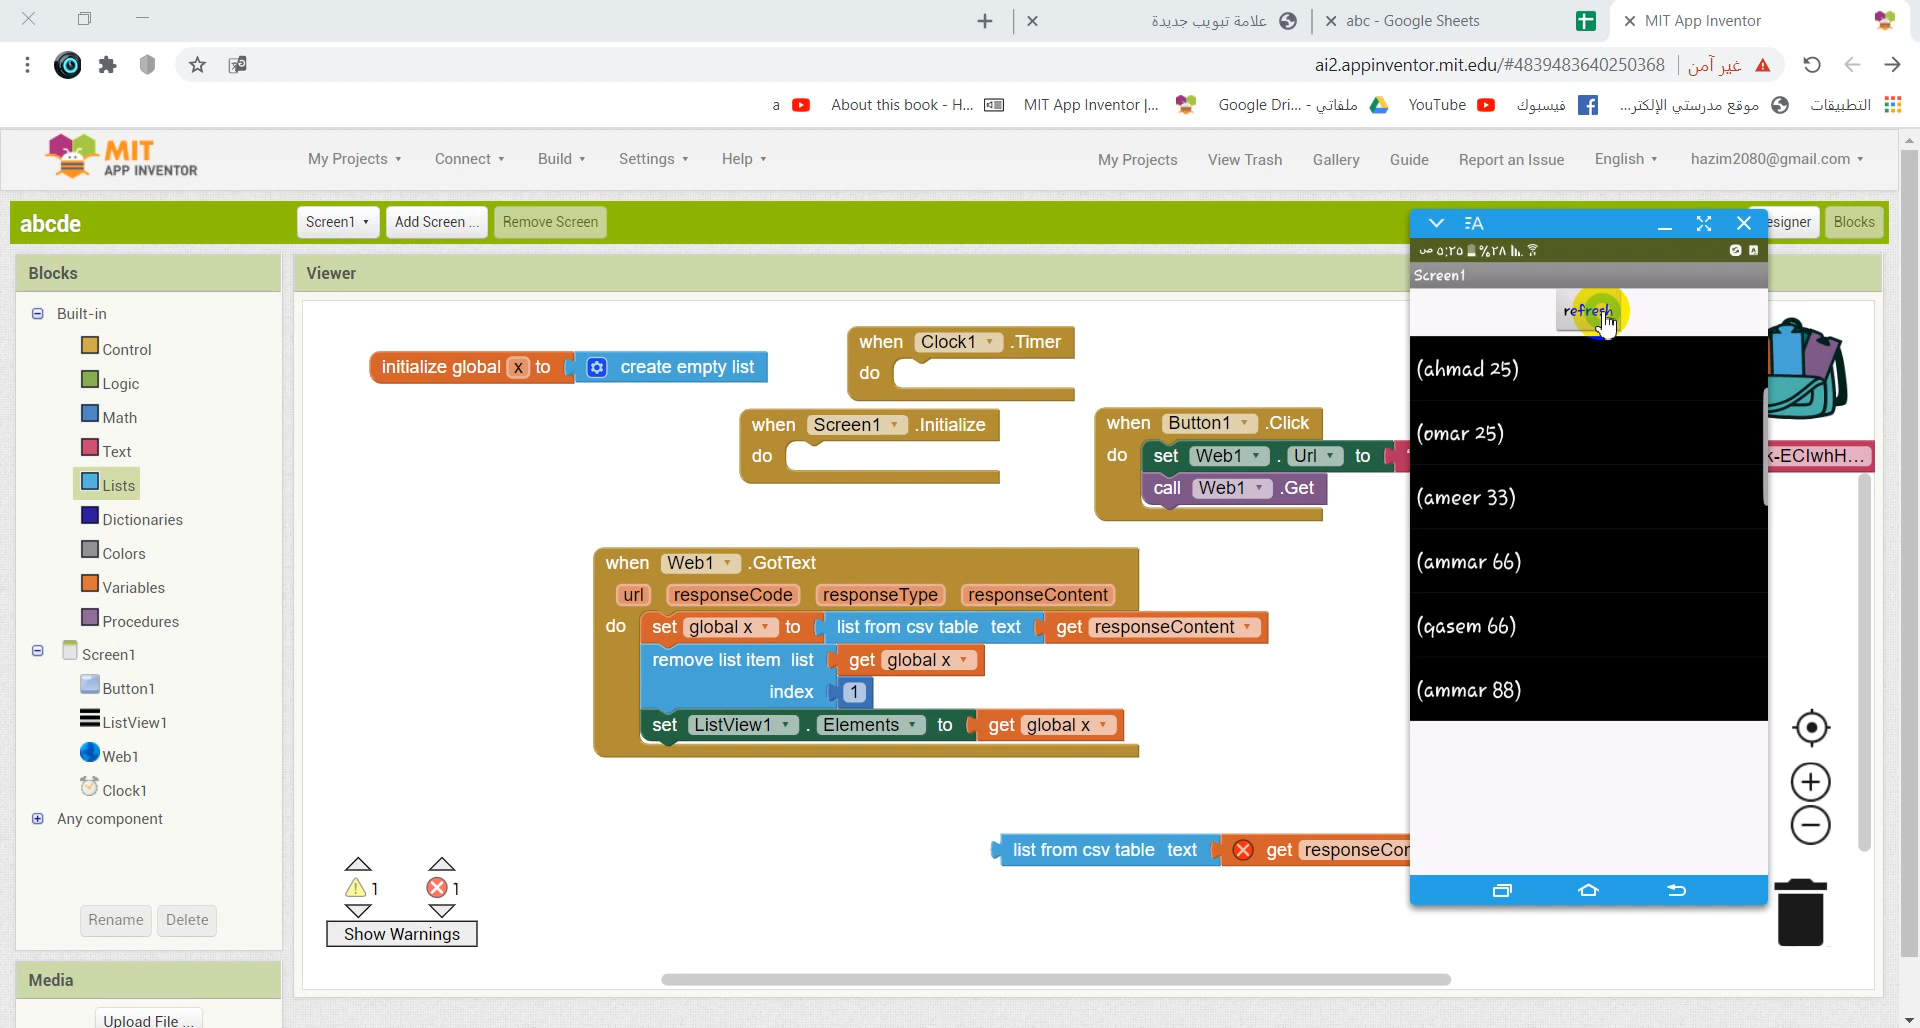 علامة تبويب جديدة
abc - Google Sheets
MIT App Inventor
ai2.appinventor.mit.edu/#4839483640250368
غير آمن
a
About this book - H...
MIT App Inventor |...
ملفاتي - Google Dri...
YouTube
فيسبوك
موقع مدرستي الإلكتر...
التطبيقات
MIT
APP INVENTOR
My Projects
Connect
Build
Settings
Help
My Projects
View Trash
Gallery
Guide
Report an Issue
English
hazim2080@gmail.com
abcde
Screen1
Add Screen ...
Remove Screen
esigner
Blocks
Blocks
Built-in
Control
Logic
Math
Text
Lists
Dictionaries
Colors
Variables
Procedures
Screen1
Button1
ListView1
Web1
Clock1
Any component
Rename
Delete
Media
Upload File ...
Viewer
initialize global x to create empty list
when Clock1 .Timer
do
when Screen1 .Initialize
do
when Button1 .Click
do set Web1 . Url to
call Web1 .Get
k-ECIwhH...
when Web1 .GotText
url responseCode responseType responseContent
do set global x to list from csv table text get responseContent
remove list item list get global x
index 1
set ListView1 . Elements to get global x
list from csv table text get responseCor
1
1
Show Warnings
٥:٢٥ ص
%٢٨
Screen1
refresh
(ahmad 25)
(omar 25)
(ameer 33)
(ammar 66)
(qasem 66)
(ammar 88)